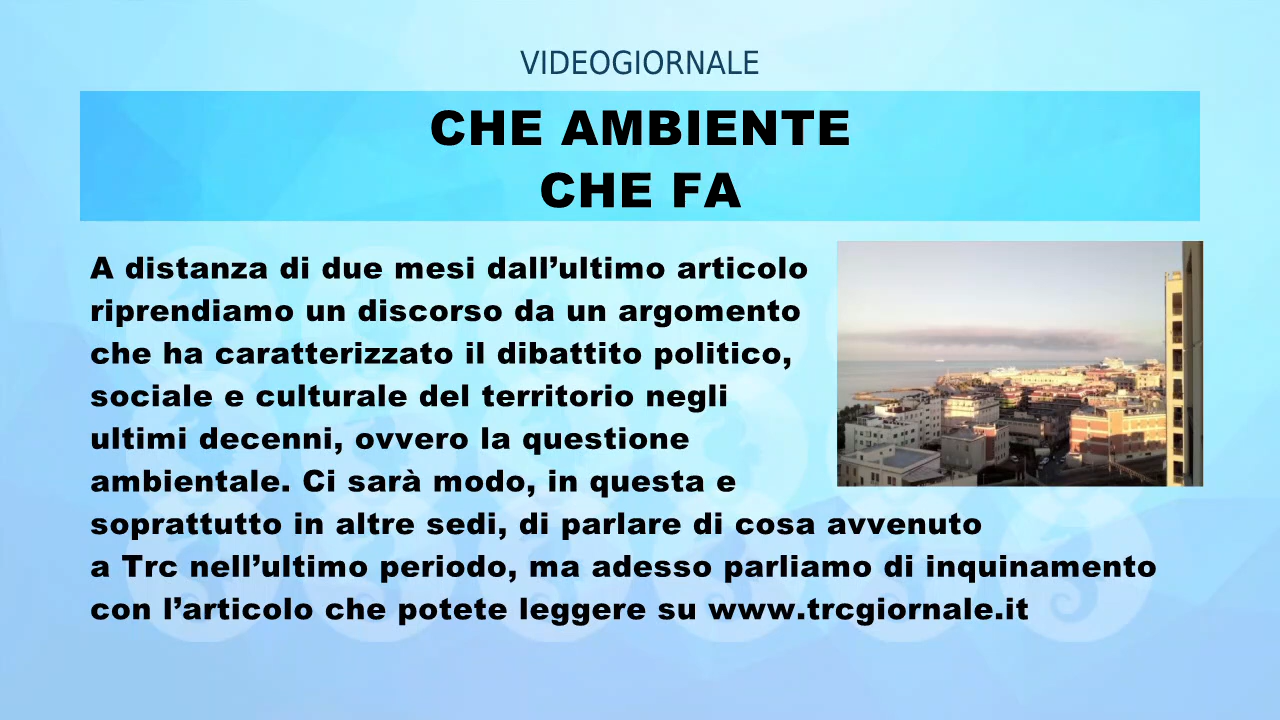 VIDEOGIORNALE
CHE AMBIENTE
CHE FA
A distanza di due mesi dall’ultimo articolo
riprendiamo un discorso da un argomento
che ha caratterizzato il dibattito politico,
sociale e culturale del territorio negli
ultimi decenni, ovvero la questione
ambientale. Ci sarà modo, in questa e
soprattutto in altre sedi, di parlare di cosa avvenuto
a Trc nell’ultimo periodo, ma adesso parliamo di inquinamento
con l’articolo che potete leggere su www.trcgiornale.it